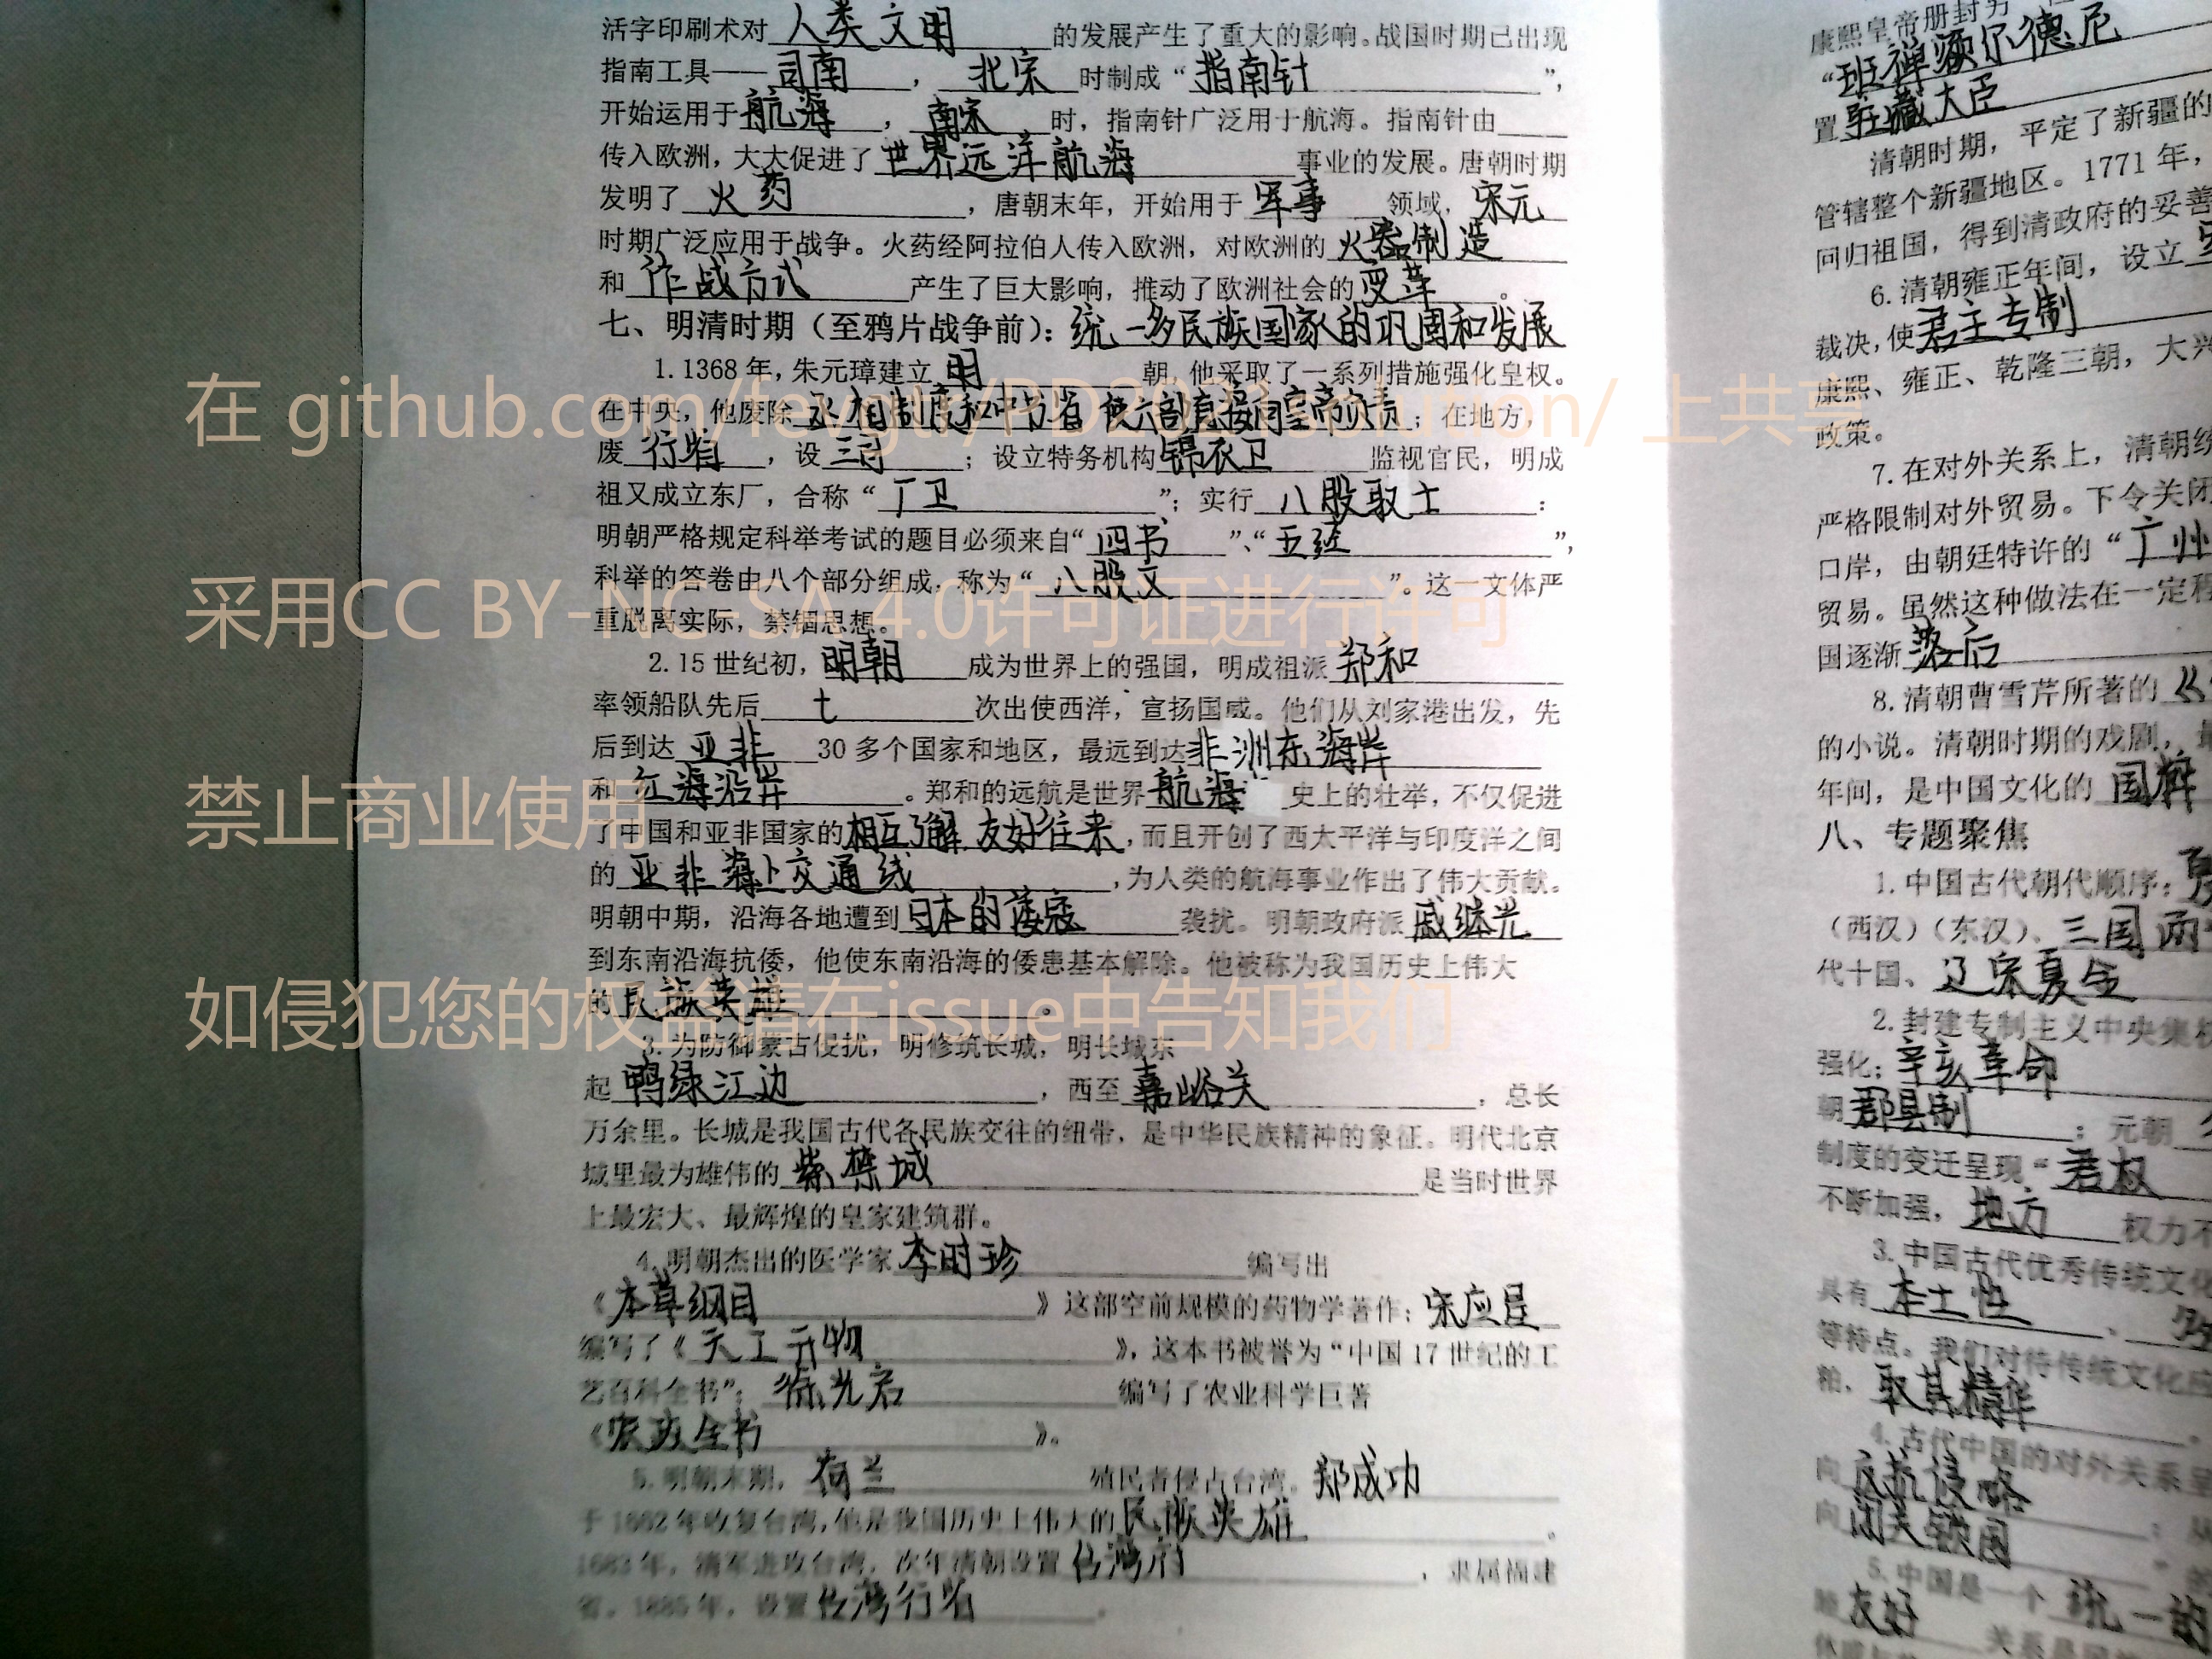 活字印刷术对 人类文明 的发展产生了重大的影响。战国时期已出现
指南工具——司南，北宋时制成“指南针”，
开始运用于航海，南宋时，指南针广泛用于航海。指南针由
传入欧洲，大大促进了世界远洋航海事业的发展。唐朝时期
发明了火药，唐朝末年，开始用于军事领域，宋元
时期广泛应用于战争。火药经阿拉伯人传入欧洲，对欧洲的火器制造
和作战方式产生了巨大影响，推动了欧洲社会的变革。
七、明清时期（至鸦片战争前）：统一多民族国家的巩固和发展
1.1368年，朱元璋建立明朝，他采取了一系列措施强化皇权。
在中央，他废除丞相制度和中书省 使六部直接向皇帝负责；在地方，
废行省，设三司；设立特务机构锦衣卫监视官民，明成
祖又成立东厂，合称“厂卫”；实行八股取士：
明朝严格规定科举考试的题目必须来自“四书”、“五经”，
科举的答卷由八个部分组成，称为“八股文”。这一文体严
重脱离实际，禁锢思想。
2.15世纪初，明朝成为世界上的强国，明成祖派郑和
率领船队先后七次出使西洋，宣扬国威。他们从刘家港出发，先
后到达亚非30多个国家和地区，最远到达非洲东海岸
和红海沿岸。郑和的远航是世界航海史上的壮举，不仅促进
了中国和亚非国家的相互了解 友好往来，而且开创了西太平洋与印度洋之间
的亚非海上交通线，为人类的航海事业作出了伟大贡献。
明朝中期，沿海各地遭到日本的倭寇袭扰。明朝政府派戚继光
到东南沿海抗倭，他使东南沿海的倭患基本解除。他被称为我国历史上伟大
的民族英雄。
3.为防御蒙古侵扰，明修筑长城，明长城东
起鸭绿江边，西至嘉峪关，总长
万余里。长城是我国古代各民族交往的纽带，是中华民族精神的象征。明代北京
城里最为雄伟的紫禁城是当时世界
上最宏大、最辉煌的皇家建筑群。
4.明朝杰出的医学家李时珍编写出
《本草纲目》这部空前规模的药物学著作；宋应星
编写了《天工开物》，这本书被誉为“中国17世纪的工
艺百科全书”；徐光启编写了农业科学巨著
《农政全书》。
5.明朝末期，荷兰殖民者侵占台湾。郑成功
于1662年收复台湾，他是我国历史上伟大的民族英雄。
1683年，清军进攻台湾，次年清朝设置台湾府，隶属福建
省。1885年，设置台湾行省。
康熙皇帝册封另一
“班禅额尔德尼
置驻藏大臣
清朝时期，平定了新疆的
管辖整个新疆地区。1771年，
回归祖国，得到清政府的妥善
6.清朝雍正年间，设立
裁决，使君主专制
康熙、雍正、乾隆三朝，大兴
政策。
7.在对外关系上，清朝
严格限制对外贸易。下令关闭
口岸，由朝廷特许的“广州
贸易。虽然这种做法在一定程
国逐渐落后
8.清朝曹雪芹所著的《
的小说。清朝时期的戏剧，
年间，是中国文化的国粹
八、专题聚焦
1.中国古代朝代顺序：夏
（西汉）（东汉）、三国两
代十国、辽宋夏金
2.封建专制主义中央集权
强化；辛亥革命
朝郡县制；元朝
制度的变迁呈现“君权
不断加强，地方权力不
3.中国古代优秀传统文化
具有本土性、多
等特点。我们对待传统文化应
粕，取其精华。
4.古代中国的对外关系呈
向反抗侵略；
向闭关锁国
5.中国是一个统一的
睦友好关系是
在 github.com/fevgtf/PD2021-solution/ 上共享
采用CC BY-NC-SA 4.0许可证进行许可
禁止商业使用
如侵犯您的权益请在issue中告知我们